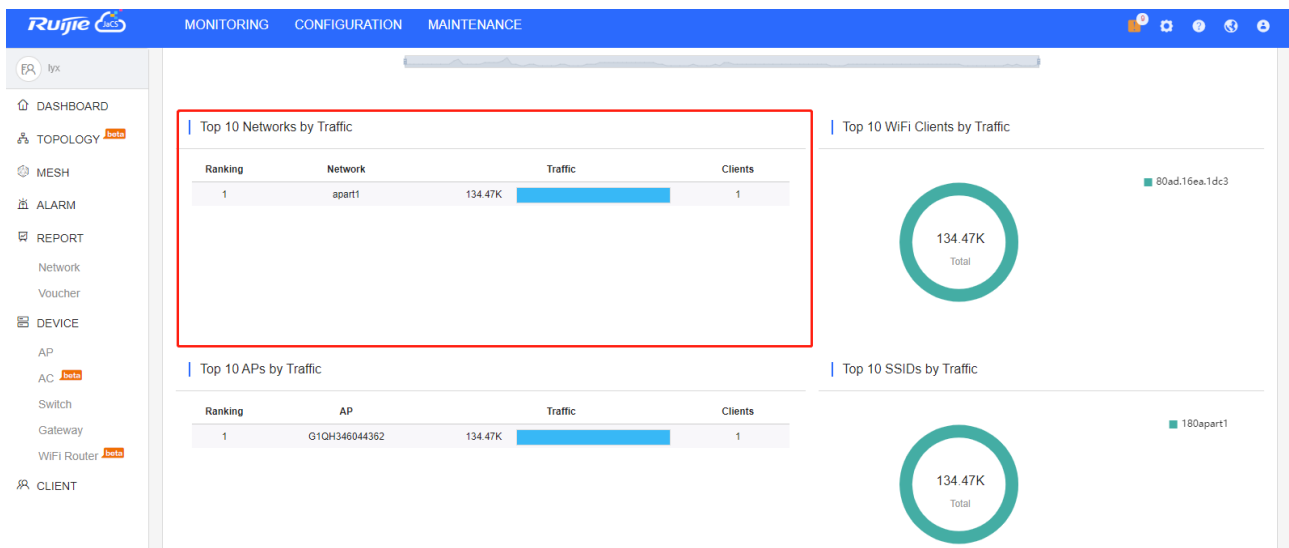 Ruijie JaCS MONITORING CONFIGURATION MAINTENANCE 9
lyx
DASHBOARD
TOPOLOGY beta
MESH
ALARM
REPORT
Network
Voucher
DEVICE
AP
AC beta
Switch
Gateway
WiFi Router beta
CLIENT
Top 10 Networks by Traffic
Ranking Network Traffic Clients
1 apart1 134.47K 1
Top 10 WiFi Clients by Traffic
80ad.16ea.1dc3
134.47K
Total
Top 10 APs by Traffic
Ranking AP Traffic Clients
1 G1QH346044362 134.47K 1
Top 10 SSIDs by Traffic
180apart1
134.47K
Total